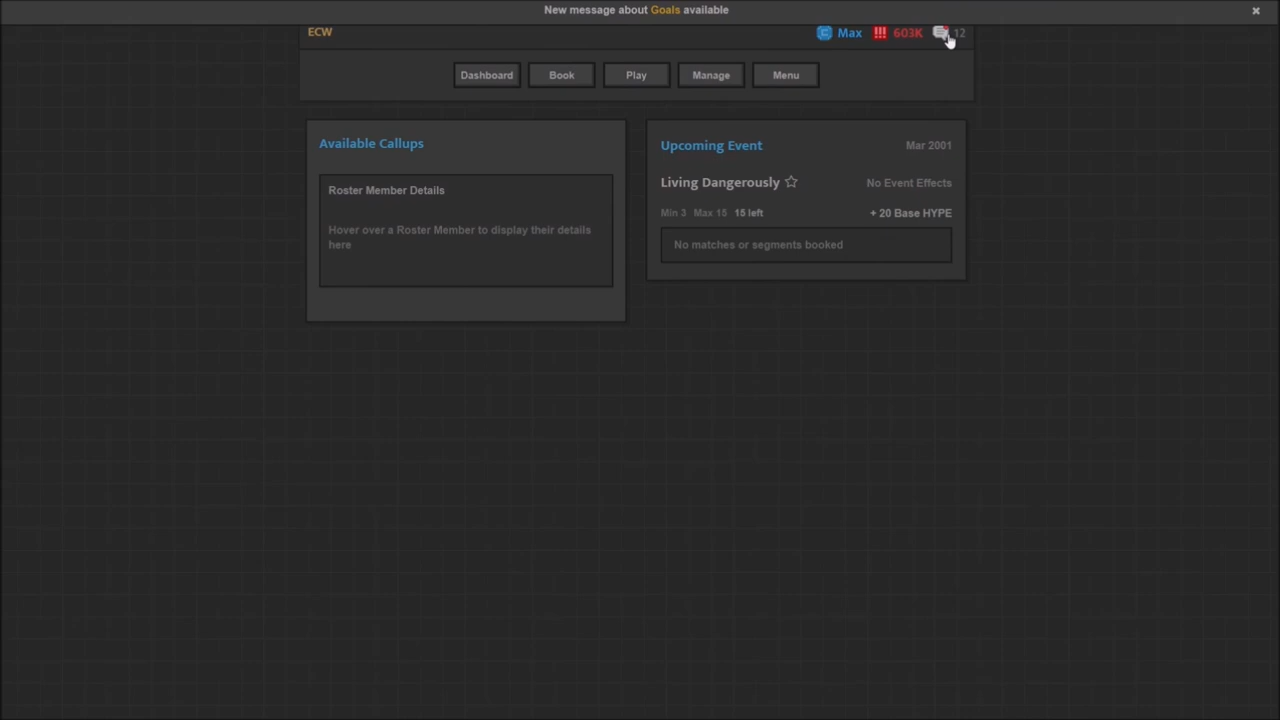 New message about Goals available
ECW
Max 603K 12
Dashboard Book Play Manage Menu
Available Callups
Roster Member Details
Hover over a Roster Member to display their details
here
Upcoming Event Mar 2001
Living Dangerously No Event Effects
Min 3 Max 15 15 left + 20 Base HYPE
No matches or segments booked